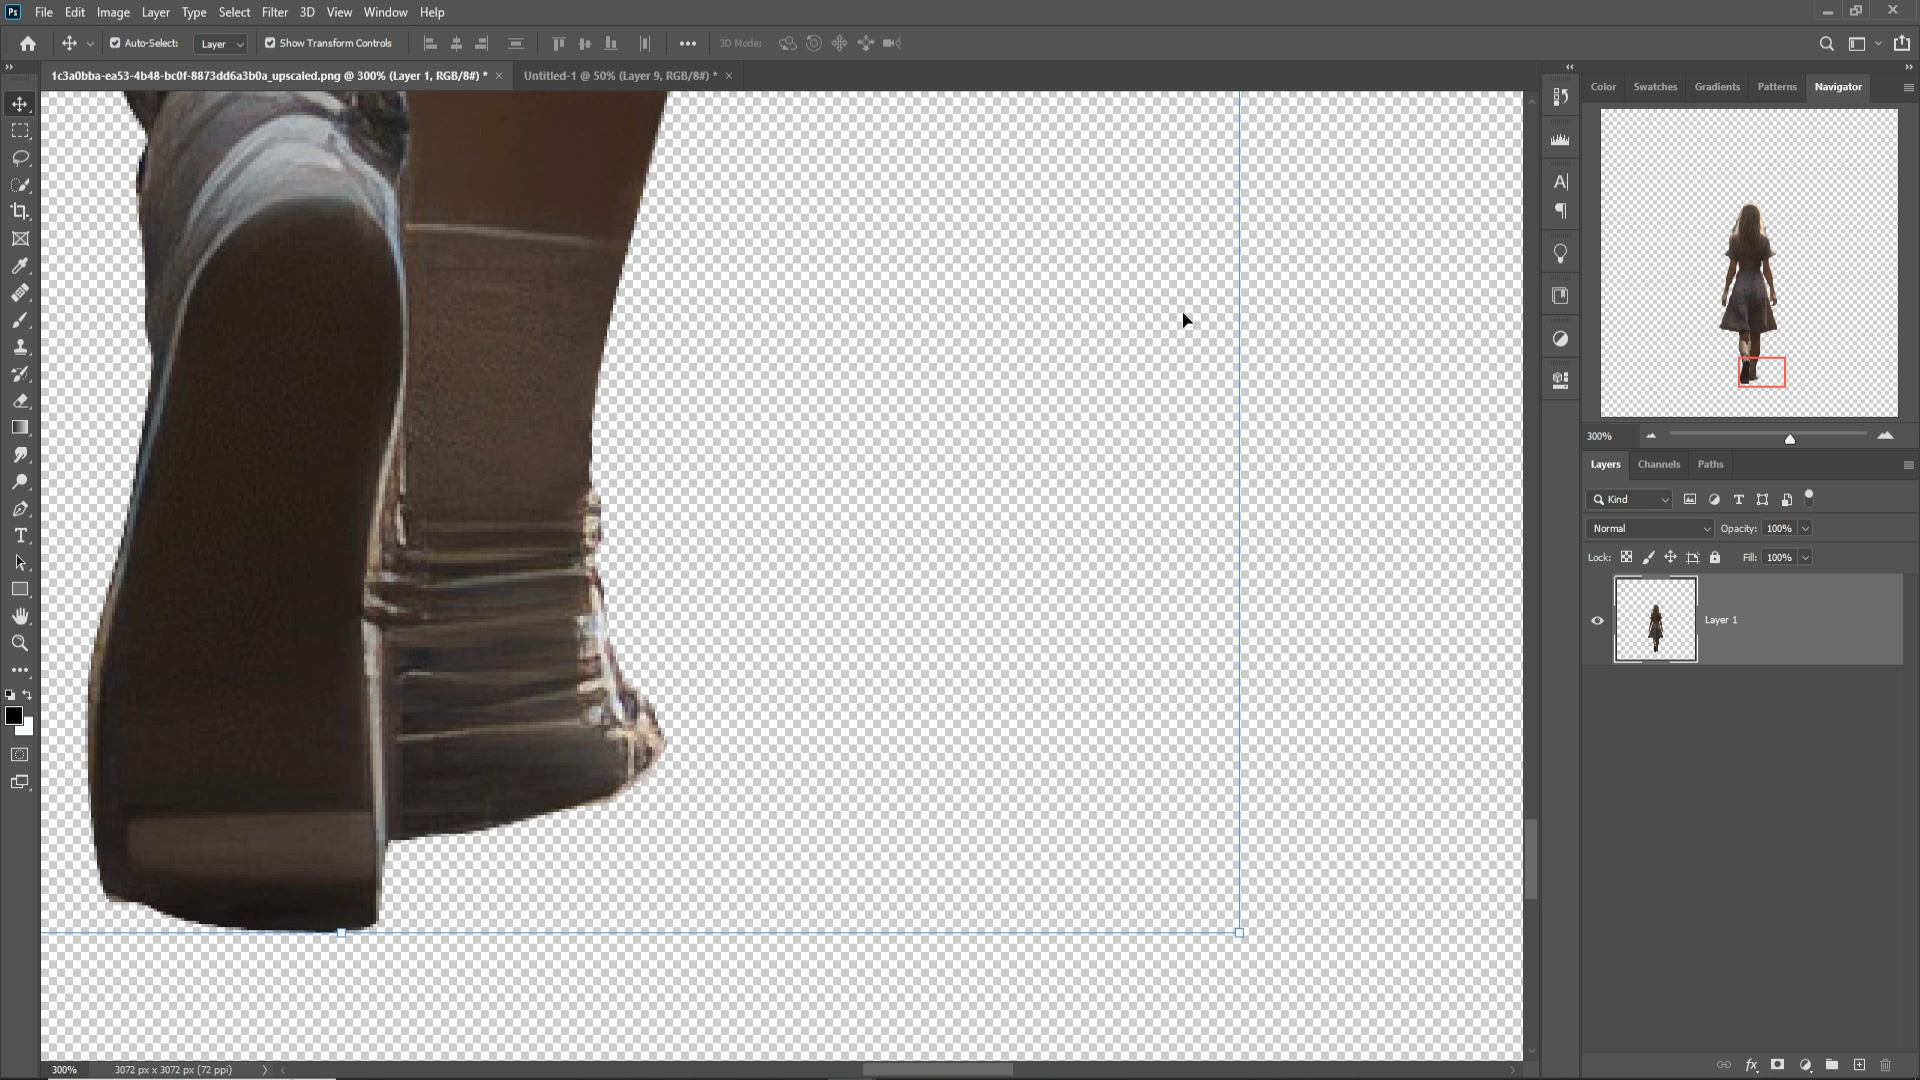 Ps File Edit Image Layer Type Select Filter 3D View Window Help
Auto-Select: Layer Show Transform Controls 3D Mode:
1c3a0bba-ea53-4b48-bc0f-8873dd6a3b0a_upscaled.png @ 300% (Layer 1, RGB/8#) * × Untitled-1 @ 50% (Layer 9, RGB/8#) * ×
Color Swatches Gradients Patterns Navigator
300%
Layers Channels Paths
Kind
Normal Opacity: 100%
Lock: Fill: 100%
Layer 1
300% 3072 px x 3072 px (72 ppi)